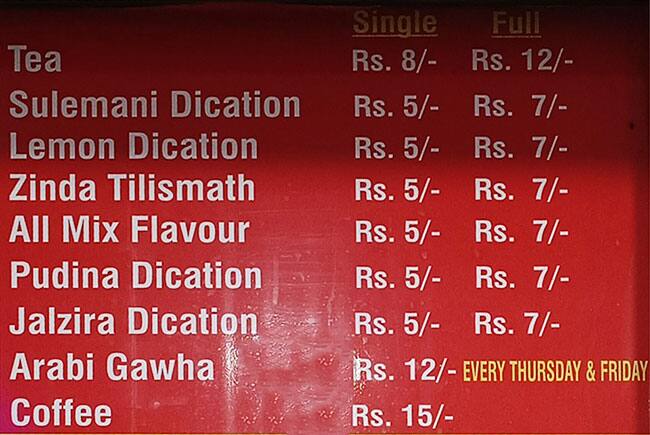 Single Full
Tea Rs. 8/- Rs. 12/-
Sulemani Dication Rs. 5/- Rs. 7/-
Lemon Dication Rs. 5/- Rs. 7/-
Zinda Tilismath Rs. 5/- Rs. 7/-
All Mix Flavour Rs. 5/- Rs. 7/-
Pudina Dication Rs. 5/- Rs. 7/-
Jalzira Dication Rs. 5/- Rs. 7/-
Arabi Gawha Rs. 12/- EVERY THURSDAY & FRIDAY
Coffee Rs. 15/-